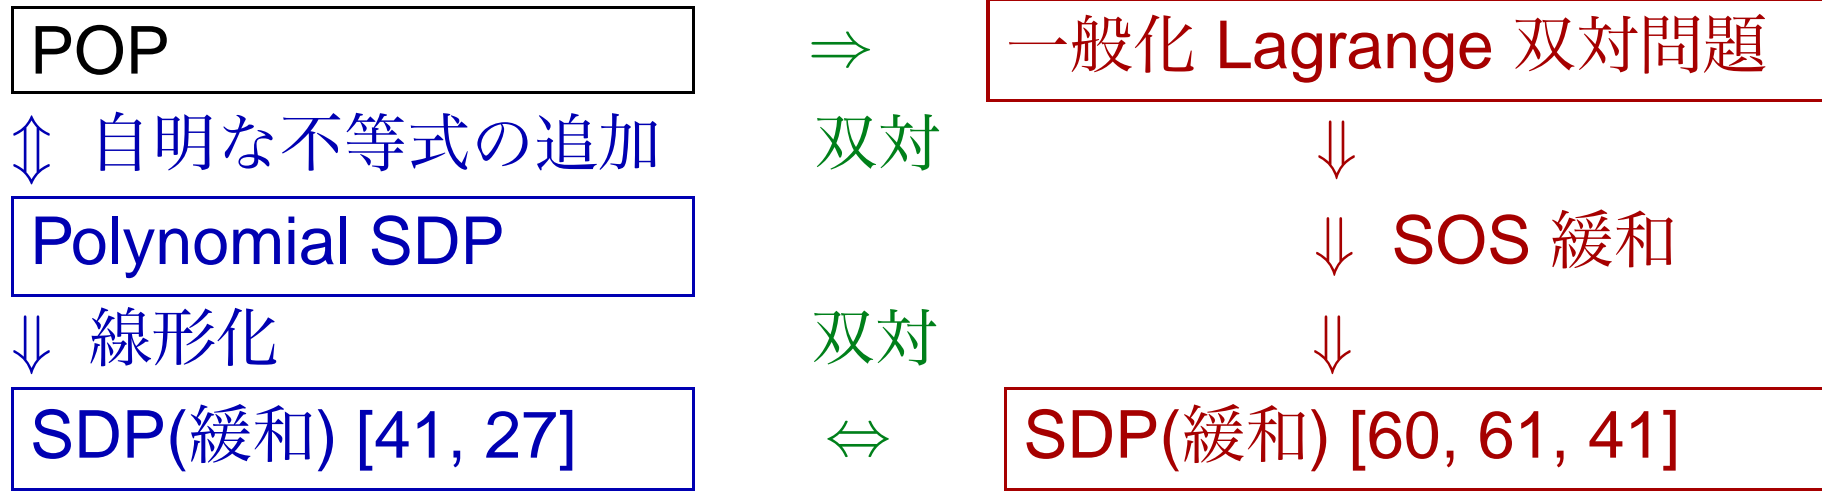 POP ⇒ 一般化 Lagrange 双対問題
⇕ 自明な不等式の追加 双対 ⇓
Polynomial SDP ⇓ SOS 緩和
⇓ 線形化 双対 ⇓
SDP(緩和) [41, 27] ⇔ SDP(緩和) [60, 61, 41]